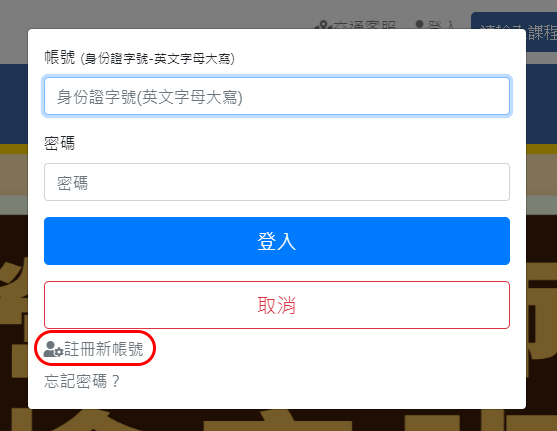 交通客服 登入
帳號 (身份證字號-英文字母大寫)
身份證字號(英文字母大寫)
密碼
密碼
登入
取消
註冊新帳號
忘記密碼？